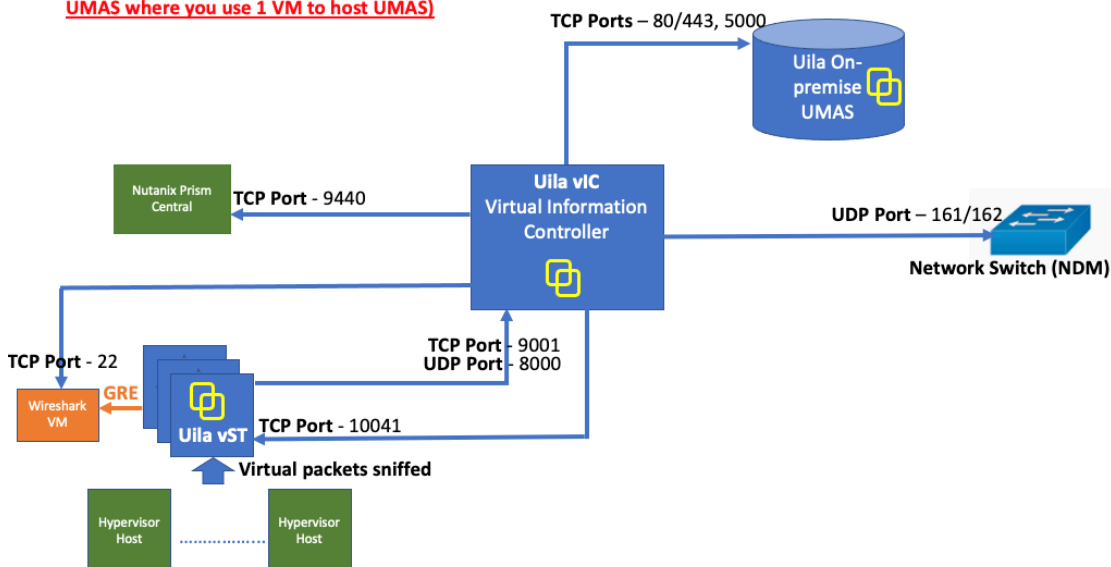 UMAS where you use 1 VM to host UMAS)
TCP Ports – 80/443, 5000
Uila On-
premise
UMAS
Nutanix Prism
Central
TCP Port - 9440
Uila vIC
Virtual Information
Controller
UDP Port – 161/162
Network Switch (NDM)
TCP Port - 9001
UDP Port - 8000
TCP Port - 22
GRE
Wireshark
VM
Uila vST
TCP Port - 10041
Virtual packets sniffed
Hypervisor
Host
Hypervisor
Host